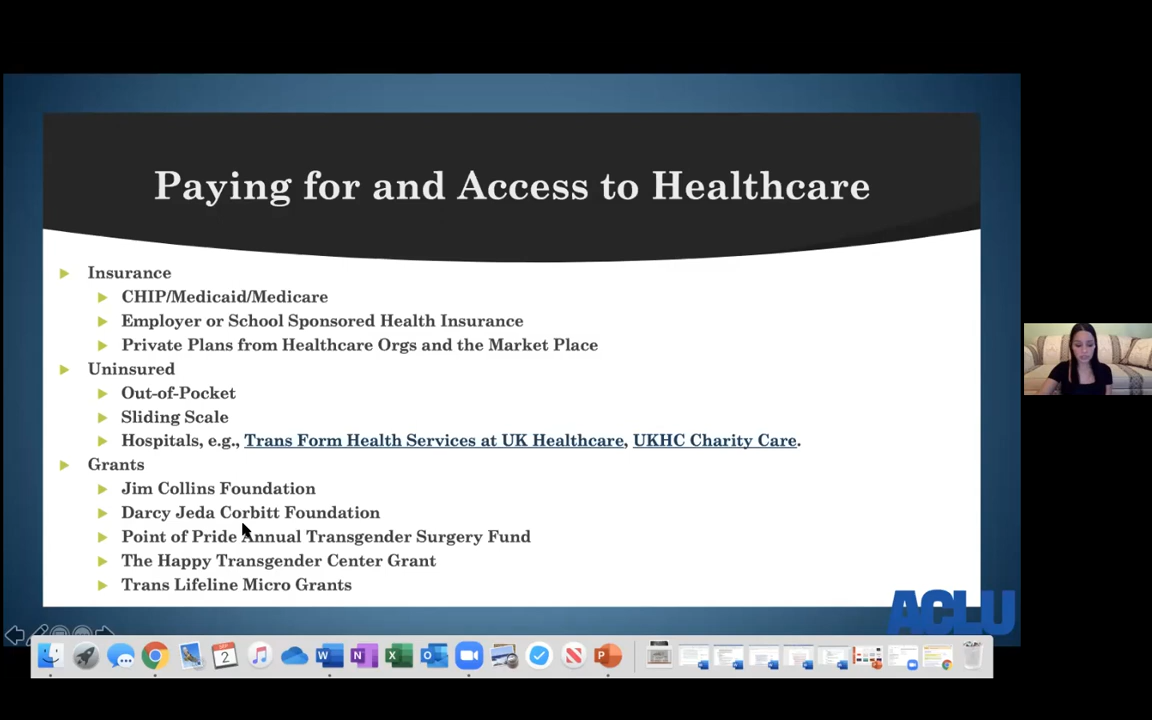 Paying for and Access to Healthcare
Insurance
CHIP/Medicaid/Medicare
Employer or School Sponsored Health Insurance
Private Plans from Healthcare Orgs and the Market Place
Uninsured
Out-of-Pocket
Sliding Scale
Hospitals, e.g., Trans Form Health Services at UK Healthcare, UKHC Charity Care.
Grants
Jim Collins Foundation
Darcy Jeda Corbitt Foundation
Point of Pride Annual Transgender Surgery Fund
The Happy Transgender Center Grant
Trans Lifeline Micro Grants
ACLU
2